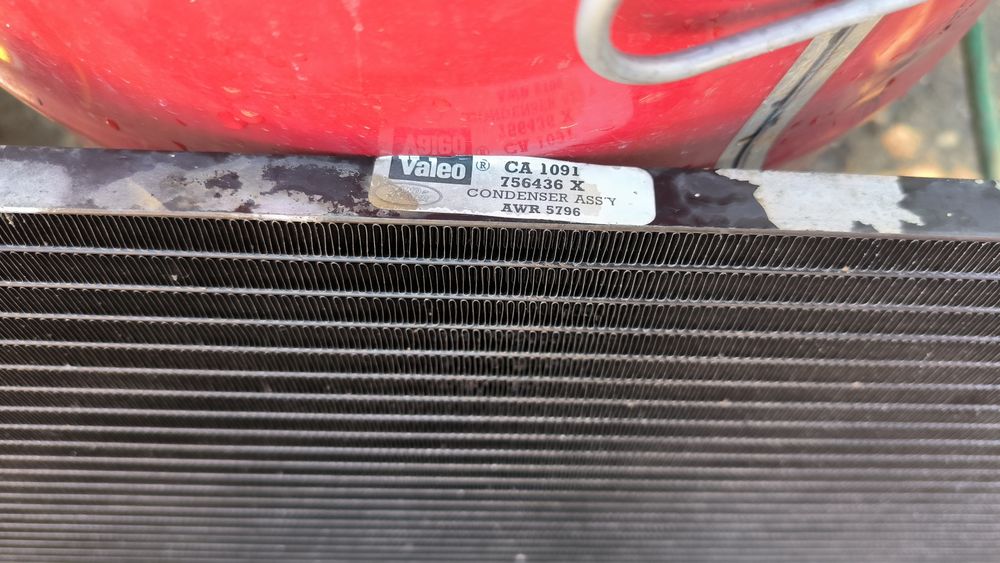 Valeo ® CA 1091
756436 X
CONDENSER ASS'Y
AWR 5796